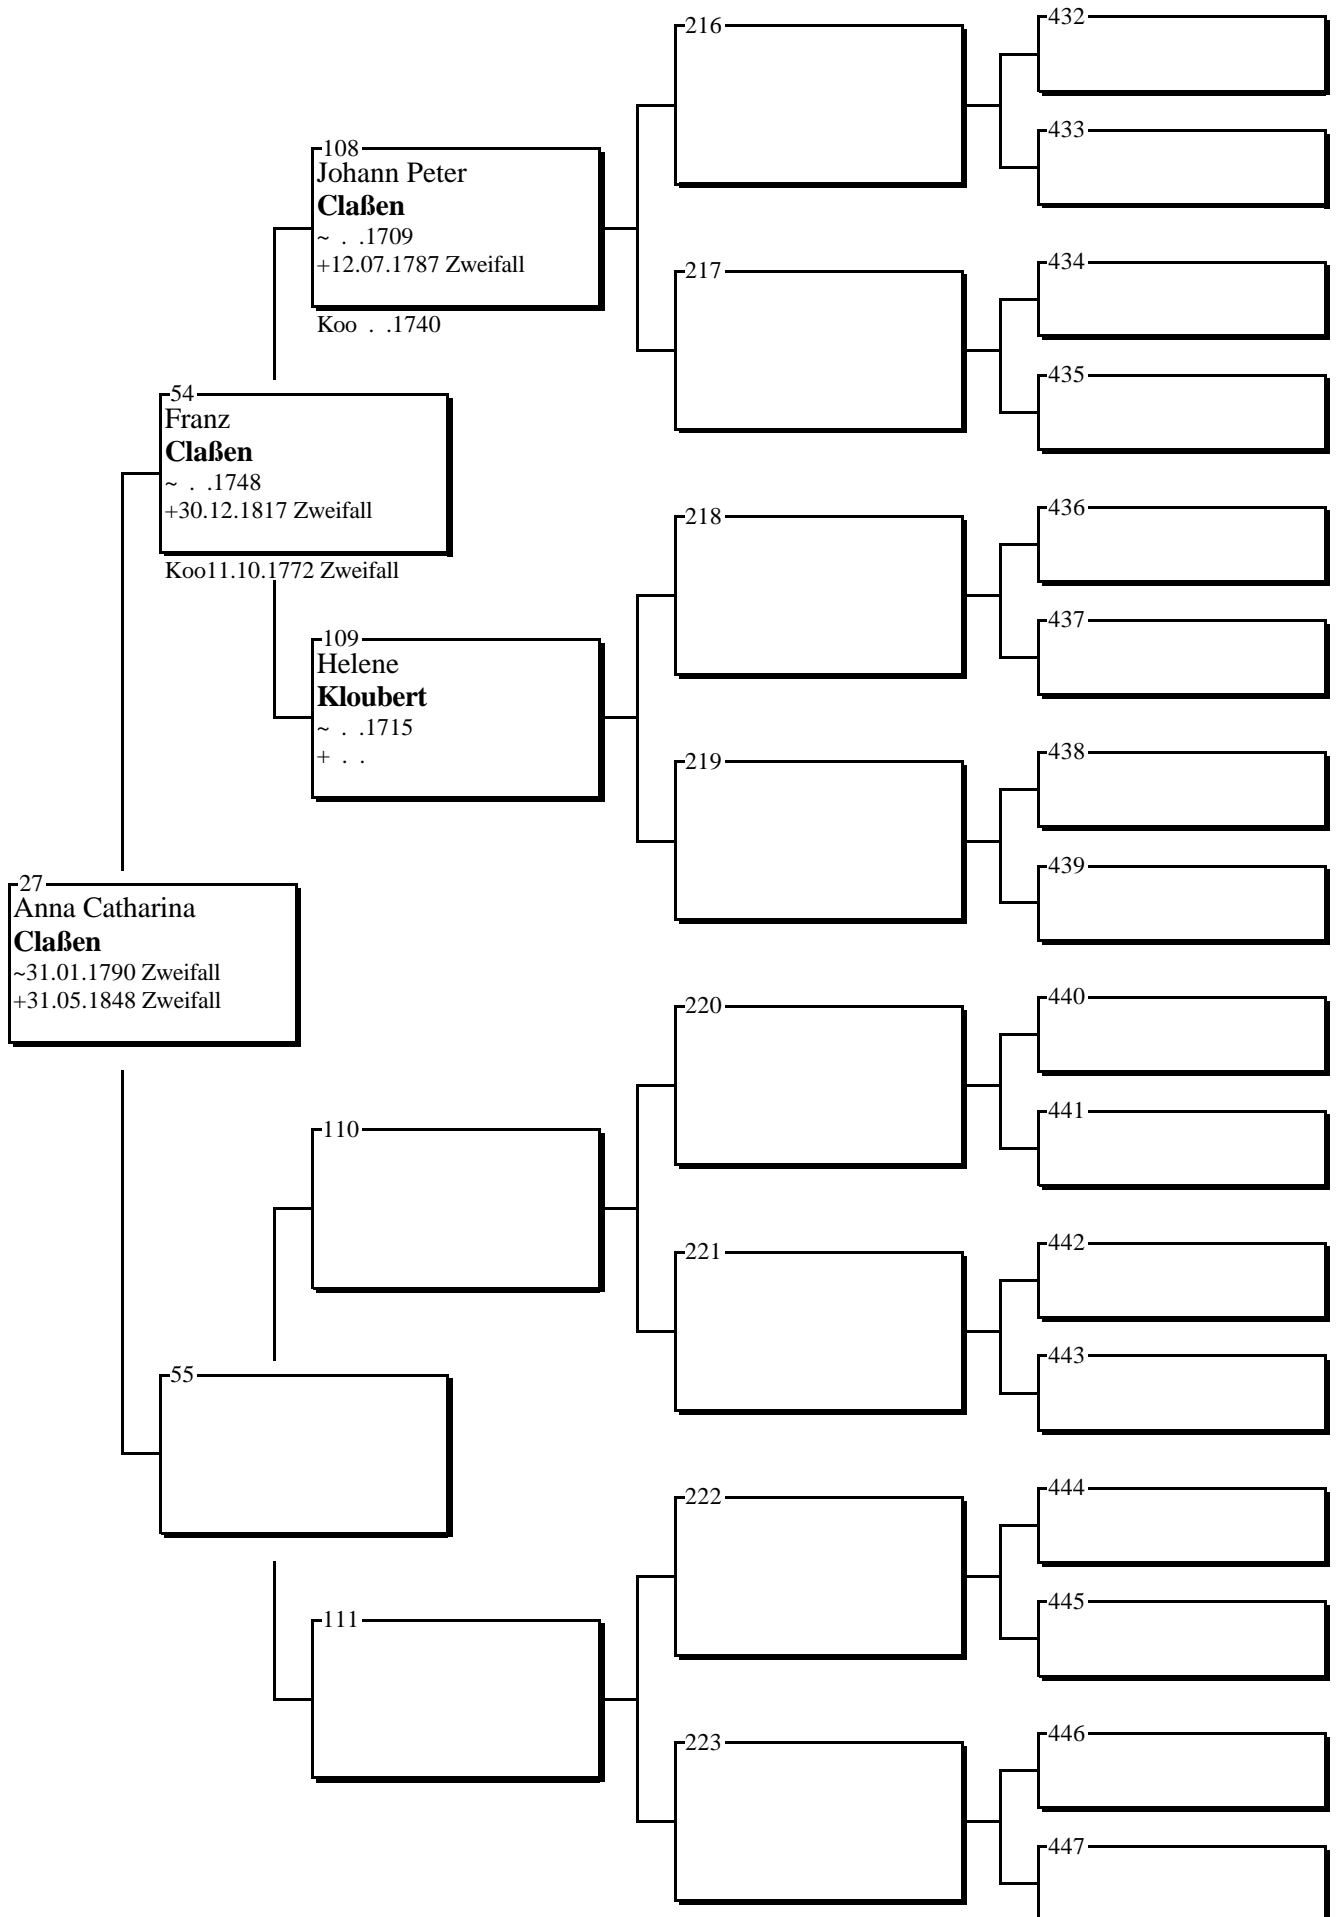 216
432
433
108
Johann Peter
Claßen
~ . .1709
+12.07.1787 Zweifall
Koo . .1740
217
434
435
54
Franz
Claßen
~ . .1748
+30.12.1817 Zweifall
Koo11.10.1772 Zweifall
218
436
437
109
Helene
Kloubert
~ . .1715
+ . .
219
438
439
27
Anna Catharina
Claßen
~31.01.1790 Zweifall
+31.05.1848 Zweifall
220
440
441
110
221
442
443
55
222
444
445
111
223
446
447